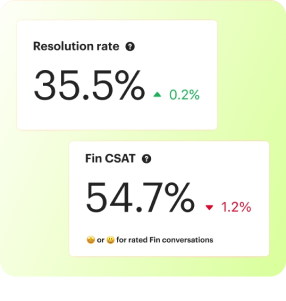 Resolution rate ?
35.5% ▲ 0.2%
Fin CSAT ?
54.7% ▼ 1.2%
🤩 or 😀 for rated Fin conversations